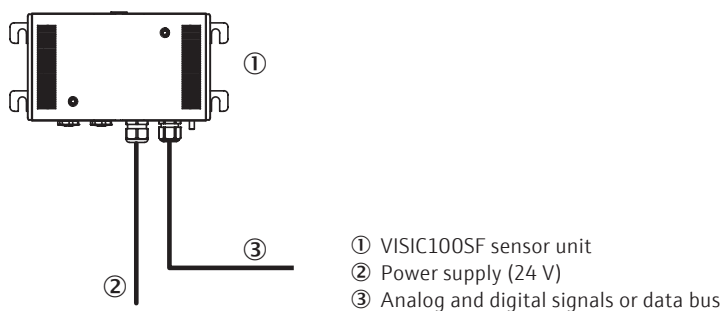 ①
③
②
① VISIC100SF sensor unit
② Power supply (24 V)
③ Analog and digital signals or data bus